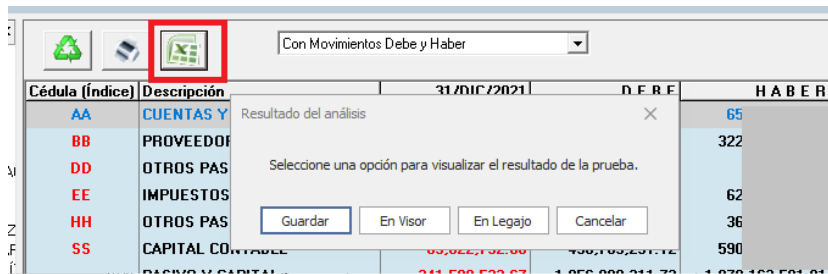 Con Movimientos Debe y Haber
Cédula (Índice) Descripción 31/DIC/2021 D E B E H A B E R
AA CUENTAS Y 65
Resultado del análisis
BB PROVEEDOR 322
Seleccione una opción para visualizar el resultado de la prueba.
DD OTROS PAS
EE IMPUESTOS 62
Guardar En Visor En Legajo Cancelar
HH OTROS PAS 36
SS CAPITAL CONTABLE 590
PASIVO Y CAPITAL